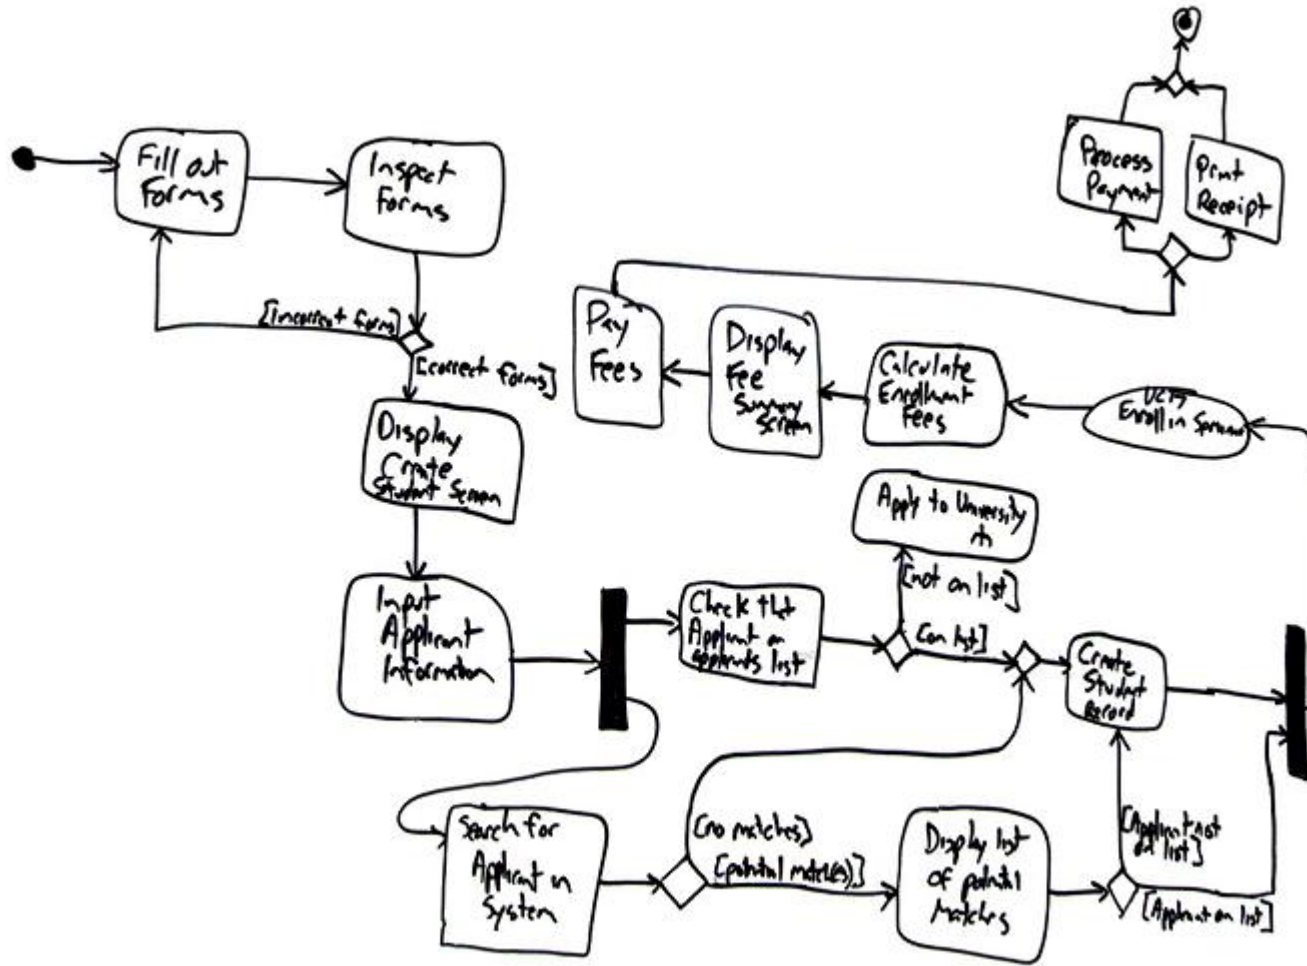 Fill out
Forms
Inspect
Forms
[Incorrect forms]
[correct forms]
Display
Create
Student Screen
Input
Applicant
Information
Check that
Applicant on
applicants list
[not on list]
Apply to University
[on list]
Create
Student
Record
Search for
Applicant in
System
[no matches]
[potential match(es)]
Display list
of potential
Matches
[Applicant not
on list]
[Applicant on list]
Enroll in
Calculate
Enrollment
Fees
Display
Fee
Summary
Screen
Pay
Fees
Process
Payment
Print
Receipt